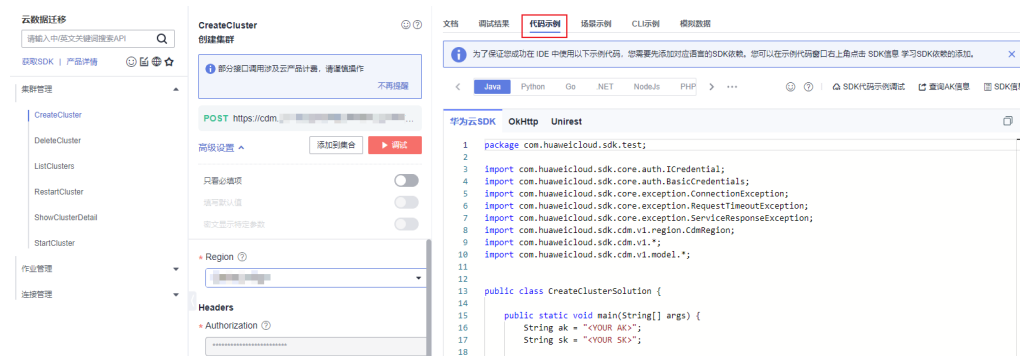 云数据迁移
请输入中/英文关键词搜索API
获取SDK | 产品详情
集群管理
CreateCluster
DeleteCluster
ListClusters
RestartCluster
ShowClusterDetail
StartCluster
作业管理
连接管理
CreateCluster
创建集群
部分接口调用涉及云产品计费，请谨慎操作
不再提醒
POST https://cdm.
...
高级设置
添加到集合
调试
只看必填项
填写默认值
密文显示特定参数
* Region
Headers
* Authorization
************************
文档 调试结果 代码示例 场景示例 CLI示例 模拟数据
为了保证您成功在 IDE 中使用以下示例代码，您需要先添加对应语言的SDK依赖。您可以在示例代码窗口右上角点击 SDK信息 学习SDK依赖的添加。
Java Python Go .NET NodeJs PHP ...
SDK代码示例调试 查询AK信息 SDK信息
华为云SDK OkHttp Unirest
1 package com.huaweicloud.sdk.test;
2
3 import com.huaweicloud.sdk.core.auth.ICredential;
4 import com.huaweicloud.sdk.core.auth.BasicCredentials;
5 import com.huaweicloud.sdk.core.exception.ConnectionException;
6 import com.huaweicloud.sdk.core.exception.RequestTimeoutException;
7 import com.huaweicloud.sdk.core.exception.ServiceResponseException;
8 import com.huaweicloud.sdk.cdm.v1.region.CdmRegion;
9 import com.huaweicloud.sdk.cdm.v1.*;
10 import com.huaweicloud.sdk.cdm.v1.model.*;
11
12
13 public class CreateClusterSolution {
14
15 public static void main(String[] args) {
16 String ak = "<YOUR AK>";
17 String sk = "<YOUR SK>";
18